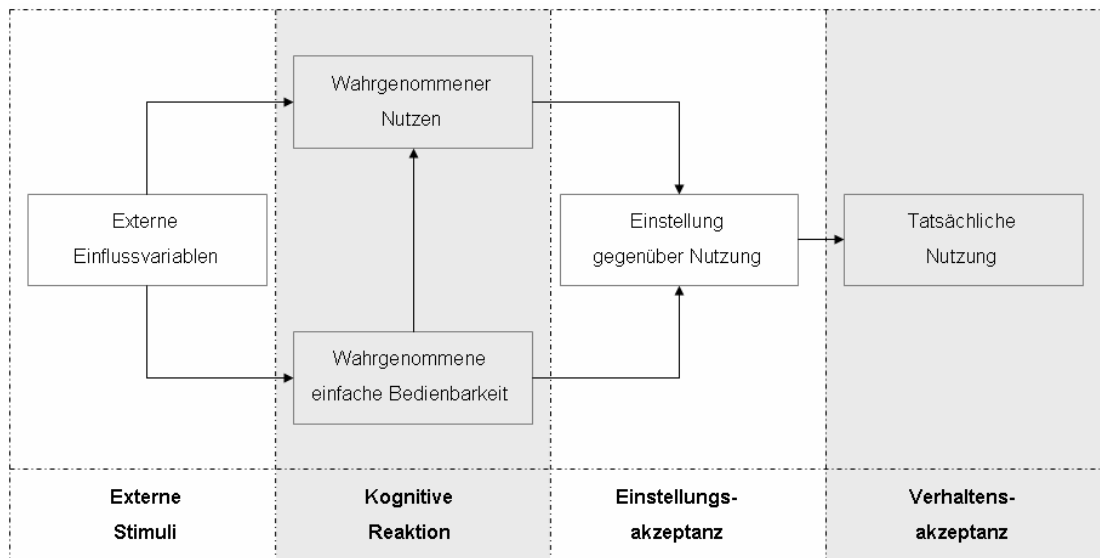 Wahrgenommener
Nutzen
Externe
Einflussvariablen
Einstellung
gegenüber Nutzung
Tatsächliche
Nutzung
Wahrgenommene
einfache Bedienbarkeit
Externe
Stimuli
Kognitive
Reaktion
Einstellungs-
akzeptanz
Verhaltens-
akzeptanz